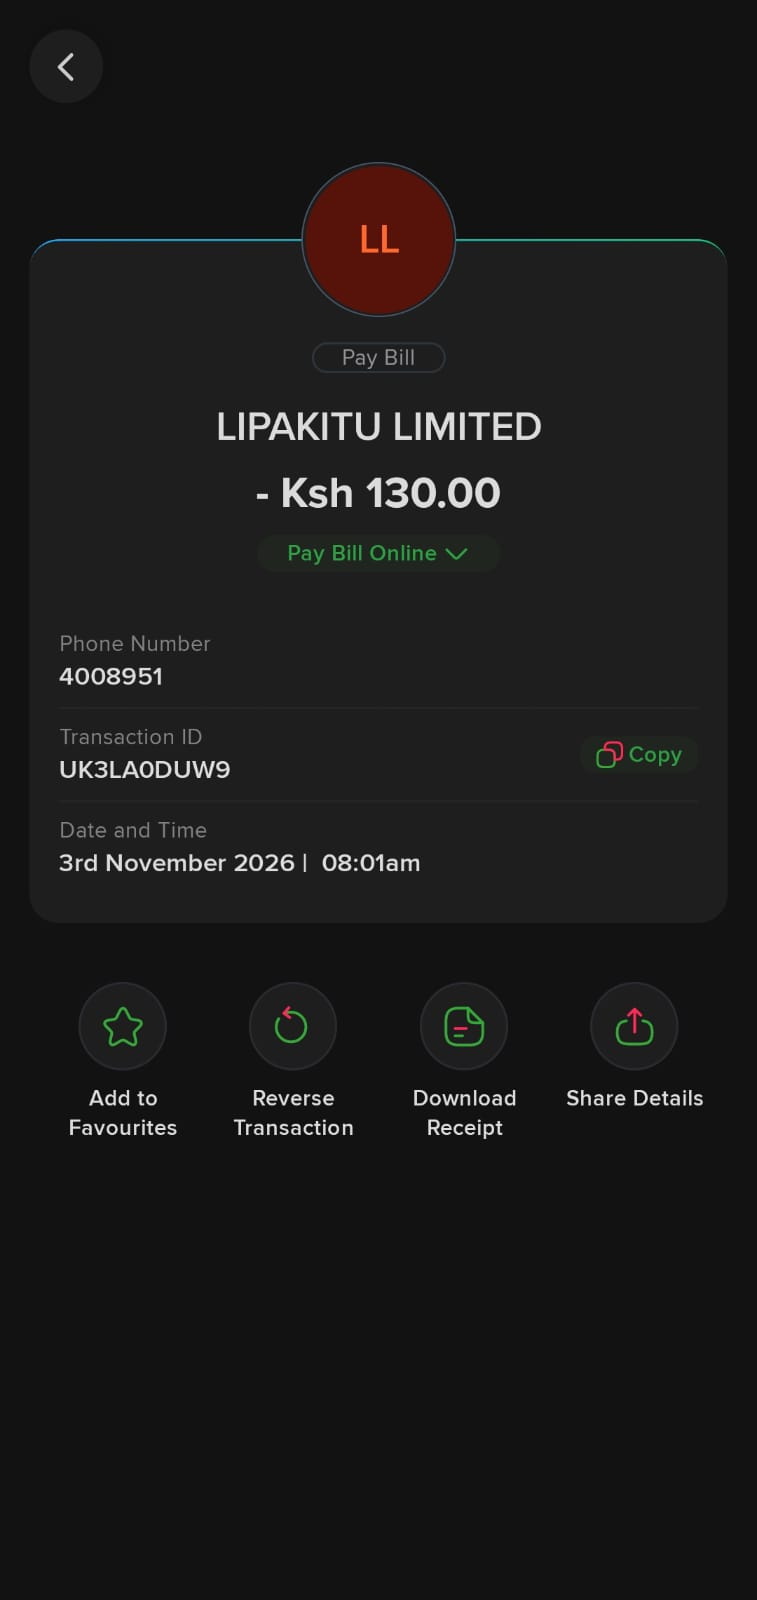 LL
Pay Bill
LIPAKITU LIMITED
- Ksh 130.00
Pay Bill Online
Phone Number
4008951
Transaction ID
UK3LA0DUW9
Copy
Date and Time
3rd November 2026 | 08:01am
Add to
Favourites
Reverse
Transaction
Download
Receipt
Share Details